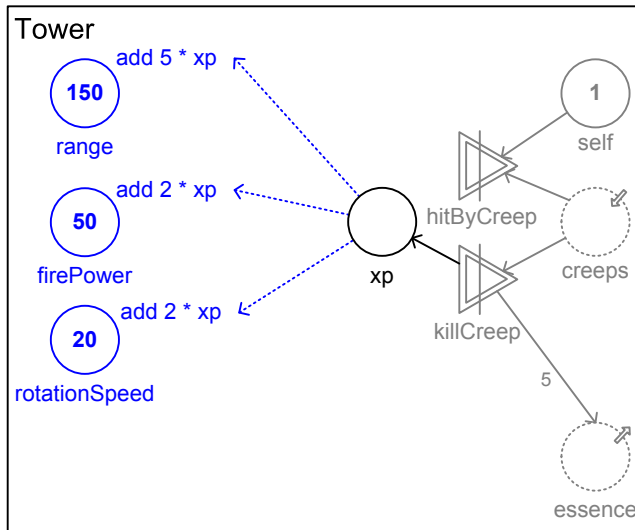 Tower
add 5 * xp
150
range
add 2 * xp
50
firePower
add 2 * xp
20
rotationSpeed
xp
1
self
hitByCreep
creeps
killCreep
5
essence